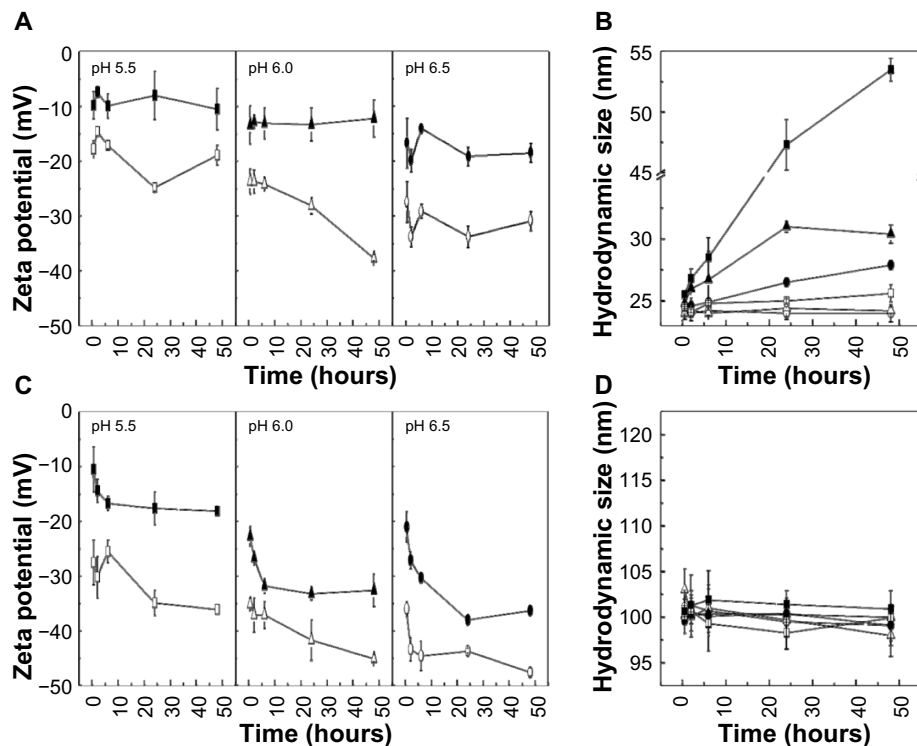 A
0
−10
−20
−30
−40
−50
Zeta potential (mV)
pH 5.5
pH 6.0
pH 6.5
0 10 20 30 40 50 0 10 20 30 40 50 0 10 20 30 40 50
Time (hours)
B
55
50
45
30
25
Hydrodynamic size (nm)
0 10 20 30 40 50
Time (hours)
C
0
−10
−20
−30
−40
−50
Zeta potential (mV)
pH 5.5
pH 6.0
pH 6.5
0 10 20 30 40 50 0 10 20 30 40 50 0 10 20 30 40 50
Time (hours)
D
120
115
110
105
100
95
Hydrodynamic size (nm)
0 10 20 30 40 50
Time (hours)